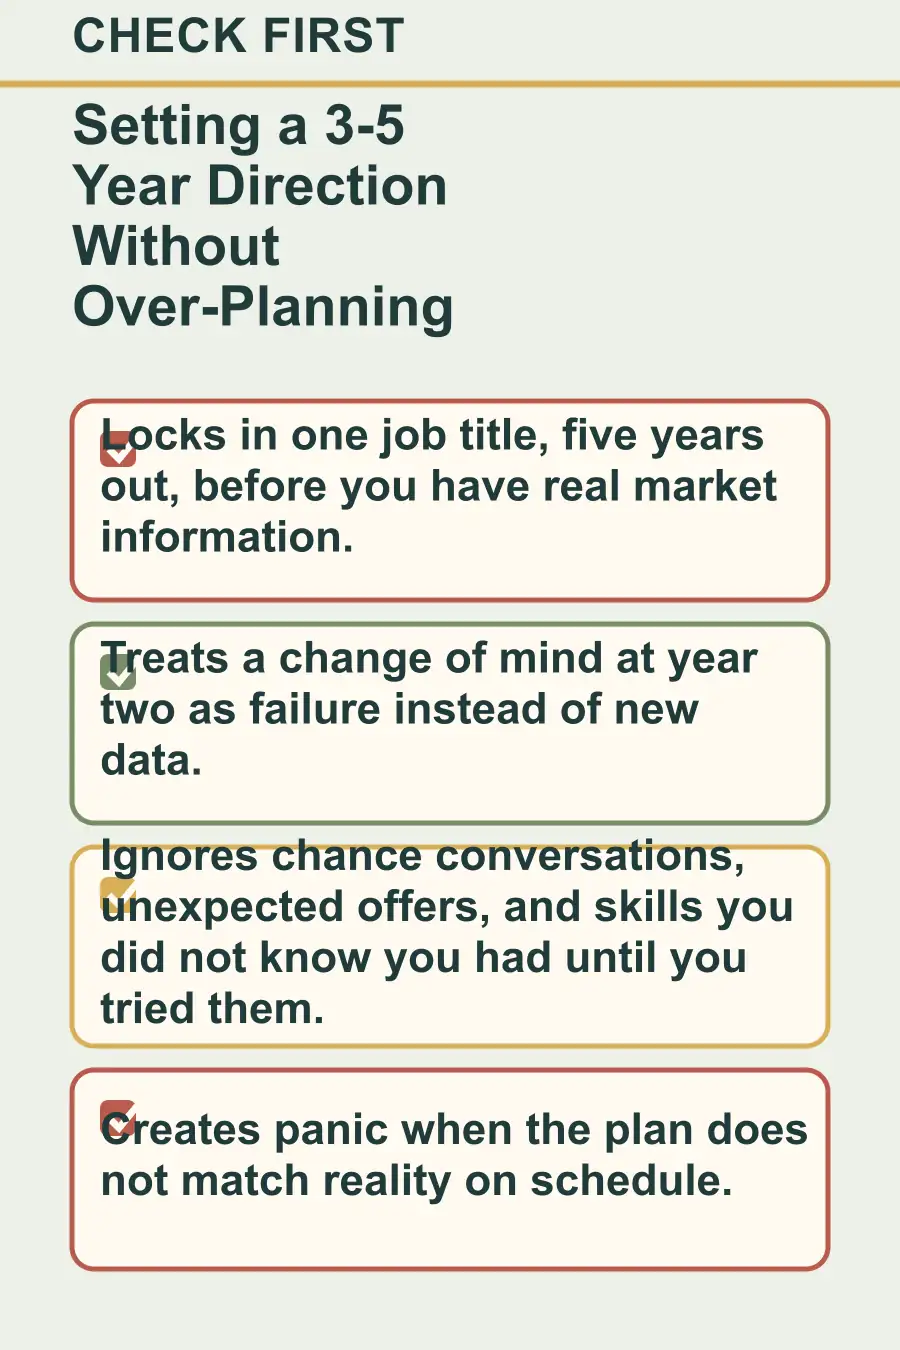 CHECK FIRST
Setting a 3-5
Year Direction
Without
Over-Planning
Locks in one job title, five years
out, before you have real market
information.
Treats a change of mind at year
two as failure instead of new
data.
Ignores chance conversations,
unexpected offers, and skills you
did not know you had until you
tried them.
Creates panic when the plan does
not match reality on schedule.